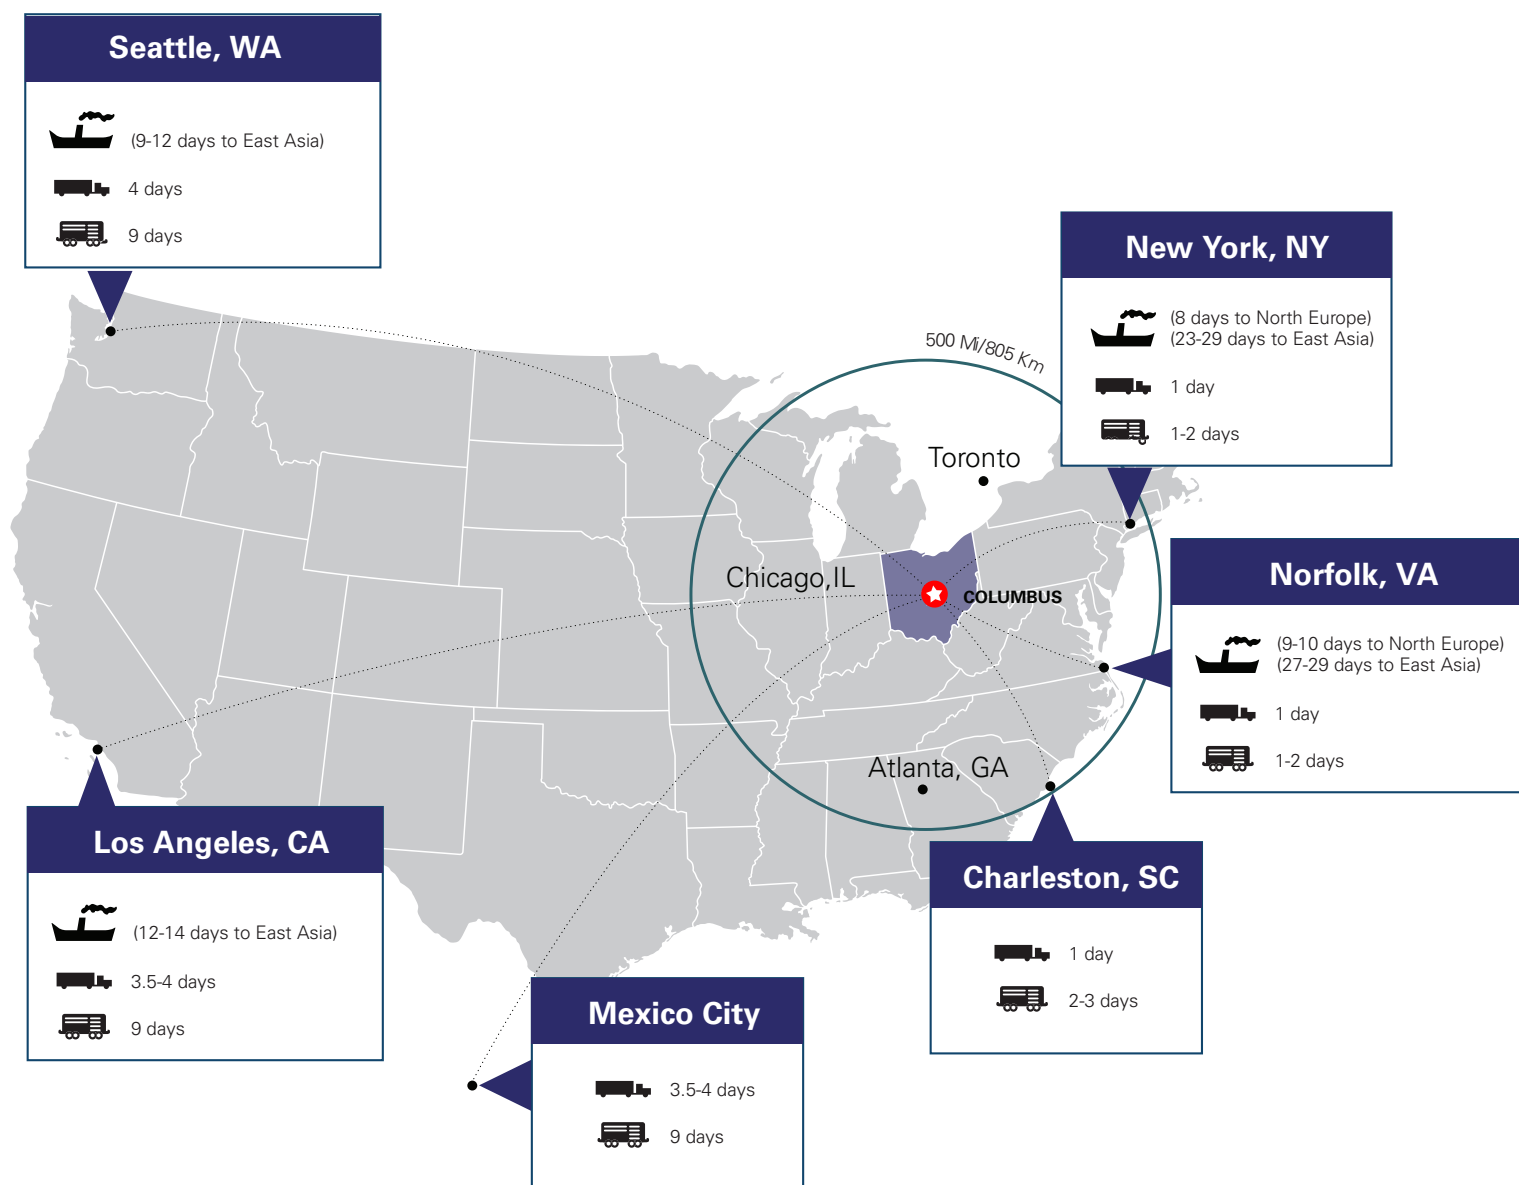 Seattle, WA
(9-12 days to East Asia)
4 days
9 days
New York, NY
(8 days to North Europe)
(23-29 days to East Asia)
1 day
1-2 days
500 Mi/805 Km
Toronto
Chicago,IL
COLUMBUS
Norfolk, VA
(9-10 days to North Europe)
(27-29 days to East Asia)
1 day
1-2 days
Atlanta, GA
Los Angeles, CA
(12-14 days to East Asia)
3.5-4 days
9 days
Charleston, SC
1 day
2-3 days
Mexico City
3.5-4 days
9 days